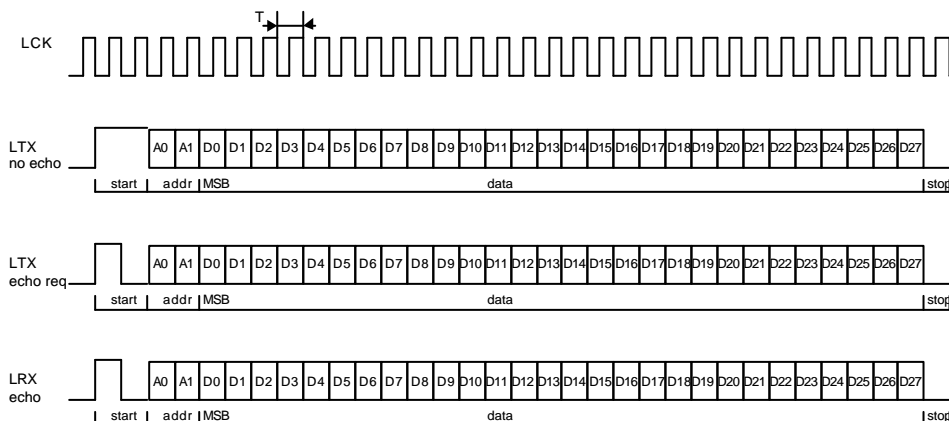 T
LCK
LTX
no echo
A0 A1 D0 D1 D2 D3 D4 D5 D6 D7 D8 D9 D10 D11 D12 D13 D14 D15 D16 D17 D18 D19 D20 D21 D22 D23 D24 D25 D26 D27
start addr MSB data stop
LTX
echo req
A0 A1 D0 D1 D2 D3 D4 D5 D6 D7 D8 D9 D10 D11 D12 D13 D14 D15 D16 D17 D18 D19 D20 D21 D22 D23 D24 D25 D26 D27
start addr MSB data stop
LRX
echo
A0 A1 D0 D1 D2 D3 D4 D5 D6 D7 D8 D9 D10 D11 D12 D13 D14 D15 D16 D17 D18 D19 D20 D21 D22 D23 D24 D25 D26 D27
start addr MSB data stop